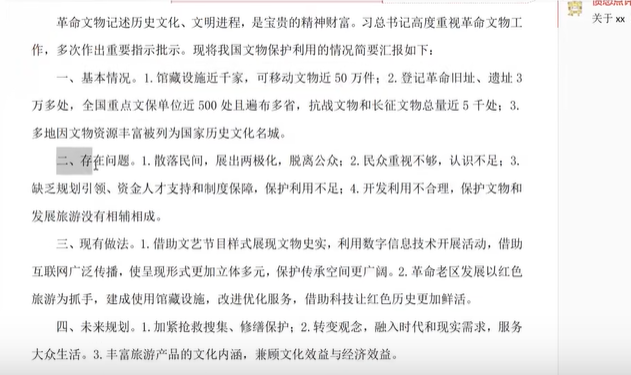 关于 xx
革命文物记述历史文化、文明进程，是宝贵的精神财富。习总书记高度重视革命文物工
作，多次作出重要指示批示。现将我国文物保护利用的情况简要汇报如下：
一、基本情况。1.馆藏设施近千家，可移动文物近 50 万件；2.登记革命旧址、遗址 3
万多处，全国重点文保单位近 500 处且遍布多省，抗战文物和长征文物总量近 5 千处；3.
多地因文物资源丰富被列为国家历史文化名城。
二、存在问题。1.散落民间，展出两极化，脱离公众；2.民众重视不够，认识不足；3.
缺乏规划引领、资金人才支持和制度保障，保护利用不足；4.开发利用不合理，保护文物和
发展旅游没有相辅相成。
三、现有做法。1.借助文艺节目样式展现文物史实，利用数字信息技术开展活动，借助
互联网广泛传播，使呈现形式更加立体多元，保护传承空间更广阔。2.革命老区发展以红色
旅游为抓手，建成使用馆藏设施，改进优化服务，借助科技让红色历史更加鲜活。
四、未来规划。1.加紧抢救搜集、修缮保护；2.转变观念，融入时代和现实需求，服务
大众生活。3.丰富旅游产品的文化内涵，兼顾文化效益与经济效益。